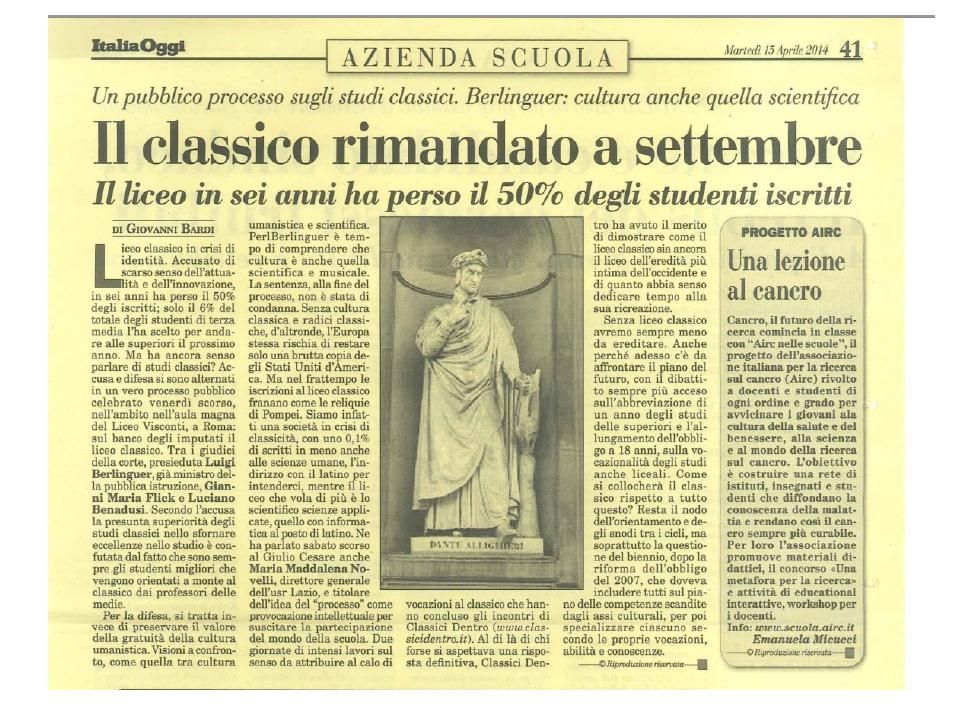 ItaliaOggi
AZIENDA SCUOLA
Martedì 15 Aprile 2014 41
Un pubblico processo sugli studi classici. Berlinguer: cultura anche quella scientifica
Il classico rimandato a settembre
Il liceo in sei anni ha perso il 50% degli studenti iscritti
DI GIOVANNI BARDI
Liceo classico in crisi di
identità. Accusato di
scarso senso dell'attua-
lità e dell'innovazione,
in sei anni ha perso il 50%
degli iscritti; solo il 6% del
totale degli studenti di terza
media l'ha scelto per anda-
re alle superiori il prossimo
anno. Ma ha ancora senso
parlare di studi classici? Ac-
cusa e difesa si sono alternati
in un vero processo pubblico
celebrato venerdì scorso,
nell'ambito nell'aula magna
del Liceo Visconti, a Roma:
sul banco degli imputati il
liceo classico. Tra i giudici
della corte, presieduta Luigi
Berlinguer, già ministro del-
la pubblica istruzione, Gian-
ni Maria Flick e Luciano
Benadusi. Secondo l'accusa
la presunta superiorità degli
studi classici nello sfornare
eccellenze nello studio è con-
futata dal fatto che sono sem-
pre gli studenti migliori che
vengono orientati a monte al
classico dai professori delle
medie.
Per la difesa, si tratta in-
vece di preservare il valore
della gratuità della cultura
umanistica. Visioni a confron-
to, come quella tra cultura
umanistica e scientifica.
PerlBerlinguer è tem-
po di comprendere che
cultura è anche quella
scientifica e musicale.
La sentenza, alla fine del
processo, non è stata di
condanna. Senza cultura
classica e radici classi-
che, d'altronde, l'Europa
stessa rischia di restare
solo una brutta copia de-
gli Stati Uniti d'Ameri-
ca. Ma nel frattempo le
iscrizioni al liceo classico
franano come le reliquie
di Pompei. Siamo infat-
ti una società in crisi di
classicità, con uno 0,1%
di scritti in meno anche
alle scienze umane, l'in-
dirizzo con il latino per
intenderci, mentre il li-
ceo che vola di più è lo
scientifico scienze appli-
cate, quello con informa-
tica al posto di latino. Ne
ha parlato sabato scorso
al Giulio Cesare anche
Maria Maddalena No-
velli, direttore generale
dell'usr Lazio, e titolare
dell'idea del "processo" come
provocazione intellettuale per
suscitare la partecipazione
del mondo della scuola. Due
giornate di intensi lavori sul
senso da attribuire al calo di
DANTE ALLIGHIERI
vocazioni al classico che han-
no concluso gli incontri di
Classici Dentro (www.clas-
sicidentro.it). Al di là di chi
forse si aspettava una rispo-
sta definitiva, Classici Den-
tro ha avuto il merito
di dimostrare come il
liceo classico sia ancora
il liceo dell'eredità più
intima dell'occidente e
di quanto abbia senso
dedicare tempo alla
sua ricreazione.
Senza liceo classico
avremo sempre meno
da ereditare. Anche
perché adesso c'è da
affrontare il piano del
futuro, con il dibatti-
to sempre più acceso
sull'abbreviazione di
un anno degli studi
delle superiori e l'al-
lungamento dell'obbli-
go a 18 anni, sulla vo-
cazionalità degli studi
anche liceali. Come
si collocherà il clas-
sico rispetto a tutto
questo? Resta il nodo
dell'orientamento e de-
gli snodi tra i cicli, ma
soprattutto la questio-
ne del biennio, dopo la
riforma dell'obbligo
del 2007, che doveva
includere tutti sul pia-
no delle competenze scandite
dagli assi culturali, per poi
specializzare ciascuno se-
condo le proprie vocazioni,
abilità e conoscenze.
© Riproduzione riservata
PROGETTO AIRC
Una lezione
al cancro
Cancro, il futuro della ri-
cerca comincia in classe
con "Airc nelle scuole", il
progetto dell'associazio-
ne italiana per la ricerca
sul cancro (Airc) rivolto
a docenti e studenti di
ogni ordine e grado per
avvicinare i giovani ala
cultura della salute e del
benessere, alla scienza
e al mondo della ricerca
sul cancro. L'obiettivo
è costruire una rete di
istituti, insegnati e stu-
denti che diffondano la
conoscenza della malat-
tia e rendano così il can-
cro sempre più curabile.
Per loro l'associazione
promuove materiali di-
dattici, il concorso «Una
metafora per la ricerca»
e attività di educational
interattive, workshop per
i docenti.
Info: www.scuola.airc.it
Emanuela Micucci
© Riproduzione riservata